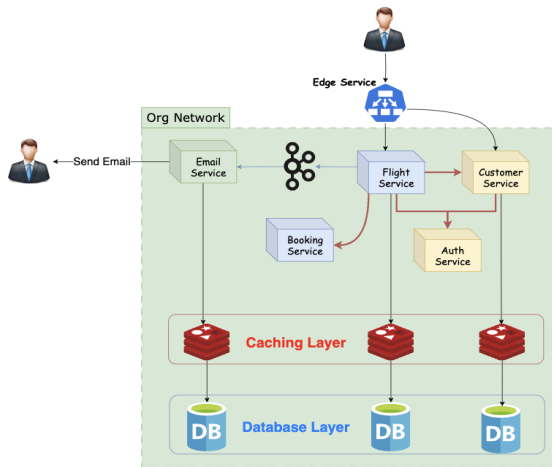 Edge Service
Org Network
Email
Service
Send Email
Flight
Service
Customer
Service
Booking
Service
Auth
Service
Caching Layer
DB
Database Layer
DB
DB